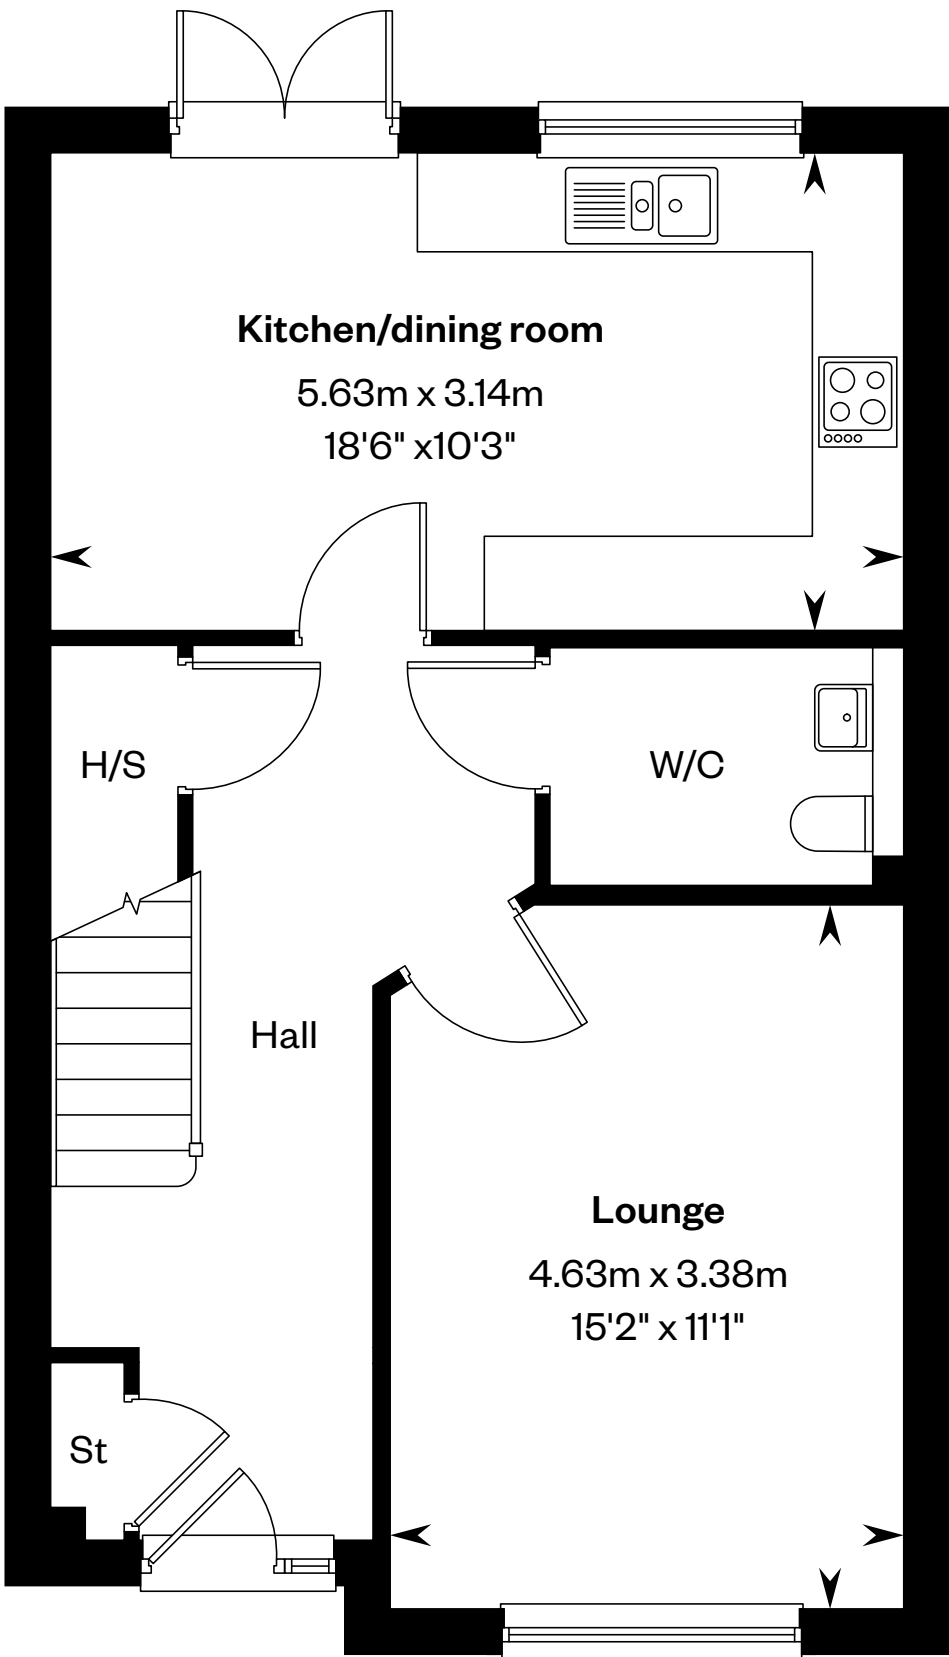 Kitchen/dining room
5.63m x 3.14m
18'6" x10'3"
H/S
W/C
Hall
Lounge
4.63m x 3.38m
15'2" x 11'1"
St